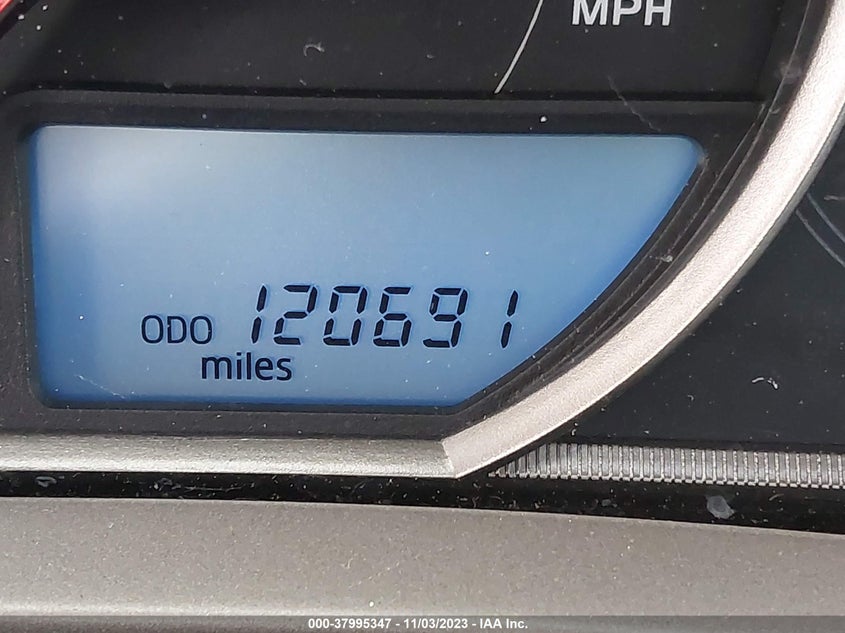 MPH
ODO 120691
miles
000-37995347 - 11/03/2023 - IAA Inc.